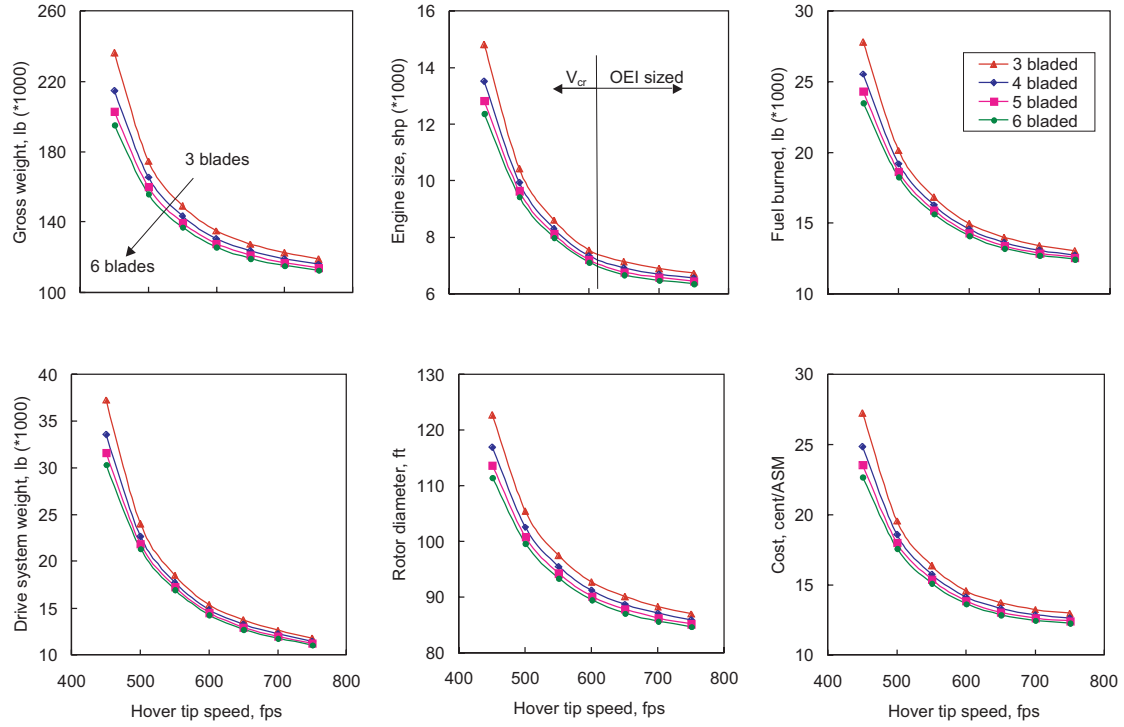 Gross weight, lb (*1000)
260
220
180
140
100
3 blades
6 blades
Engine size, shp (*1000)
16
14
12
10
8
6
V_cr
OEI sized
Fuel burned, lb (*1000)
30
25
20
15
10
3 bladed
4 bladed
5 bladed
6 bladed
Drive system weight, lb (*1000)
40
35
30
25
20
15
10
400 500 600 700 800
Hover tip speed, fps
Rotor diameter, ft
130
120
110
100
90
80
400 500 600 700 800
Hover tip speed, fps
Cost, cent/ASM
30
25
20
15
10
400 500 600 700 800
Hover tip speed, fps